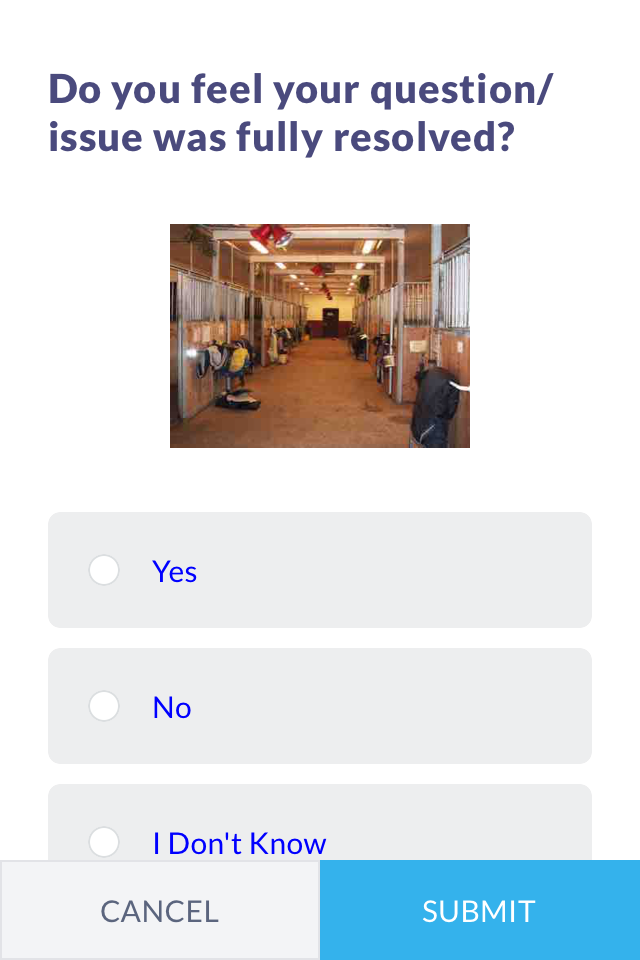 Do you feel your question/
issue was fully resolved?
Yes
No
I Don't Know
CANCEL
SUBMIT